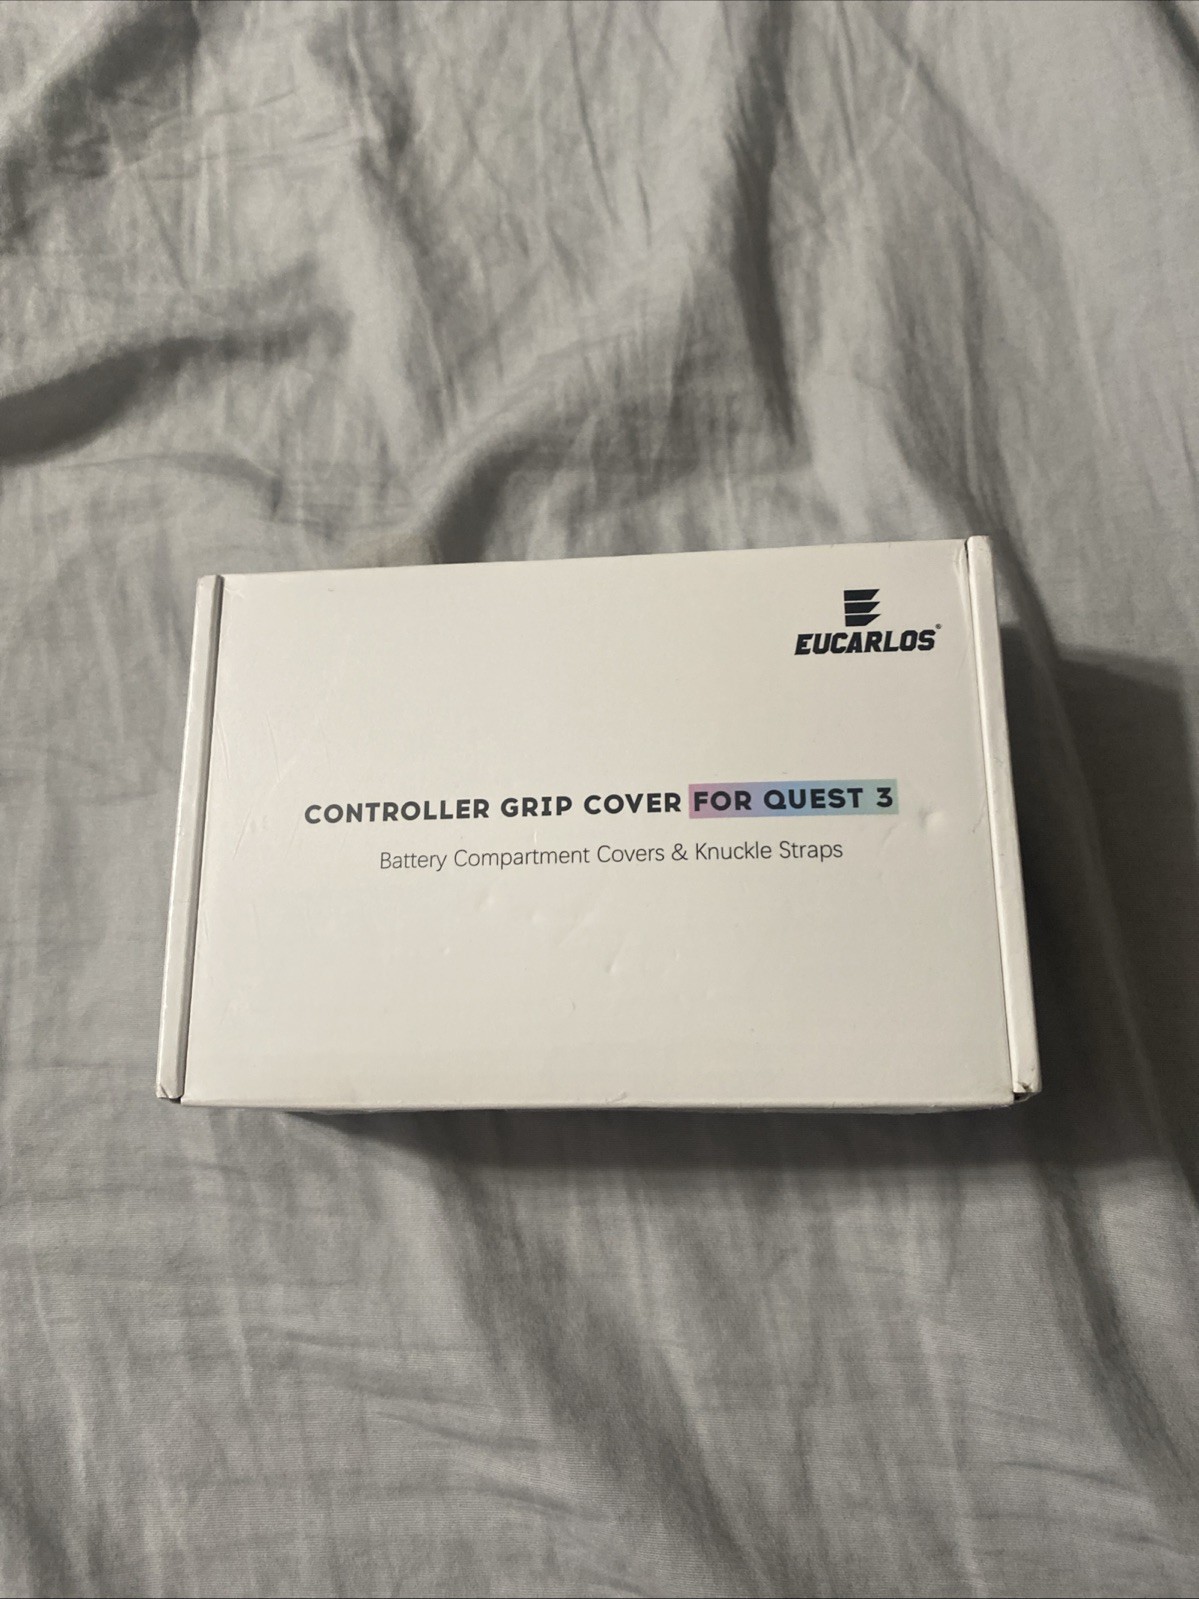 EUCARLOS®
CONTROLLER GRIP COVER FOR QUEST 3
Battery Compartment Covers & Knuckle Straps